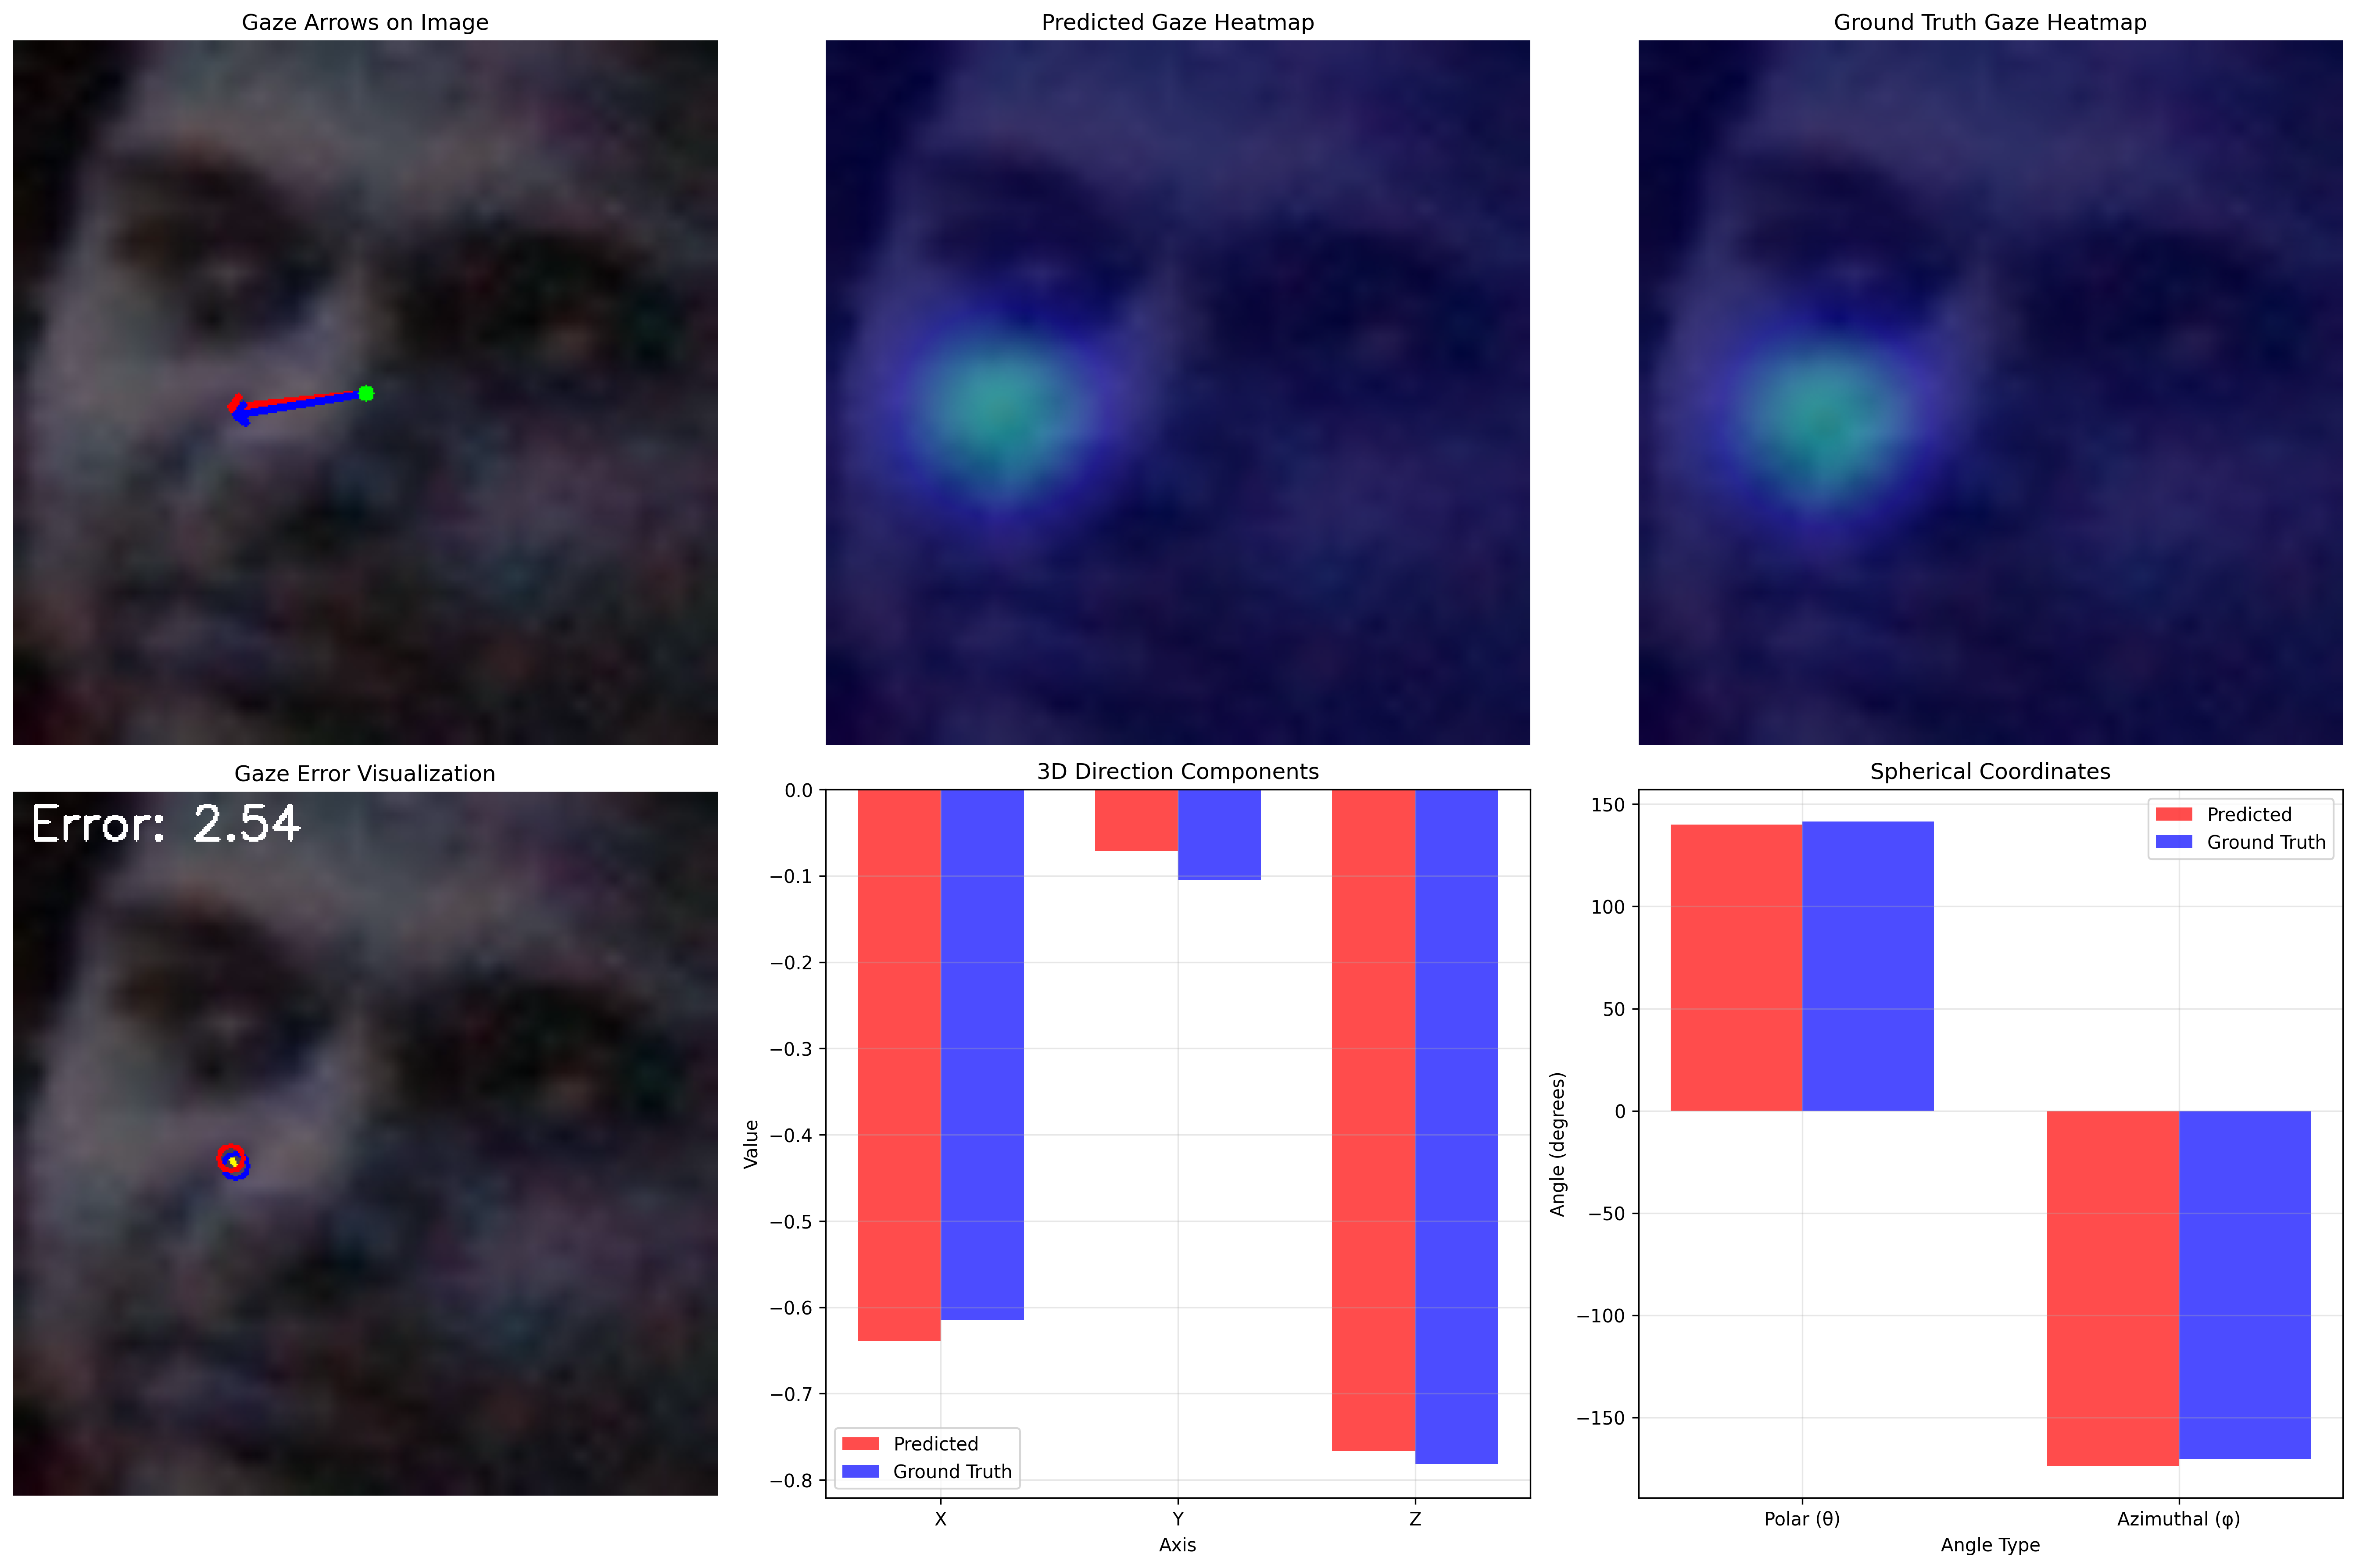 Gaze Arrows on Image
Predicted Gaze Heatmap
Ground Truth Gaze Heatmap
Gaze Error Visualization
Error: 2.54
3D Direction Components
0.0
−0.1
−0.2
−0.3
−0.4
−0.5
−0.6
−0.7
−0.8
Value
Predicted
Ground Truth
X
Y
Z
Axis
Spherical Coordinates
150
100
50
0
−50
−100
−150
Angle (degrees)
Predicted
Ground Truth
Polar (θ)
Azimuthal (φ)
Angle Type